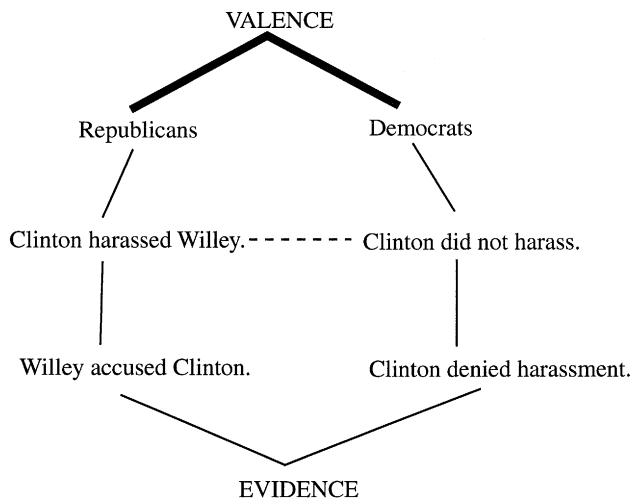 VALENCE
Republicans
Democrats
Clinton harassed Willey.
Clinton did not harass.
Willey accused Clinton.
Clinton denied harassment.
EVIDENCE